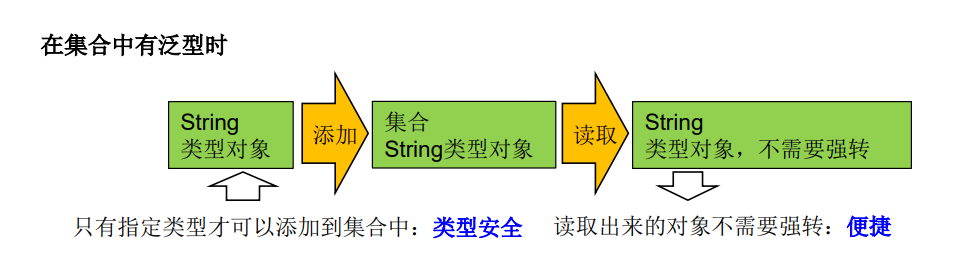 在集合中有泛型时
String
类型对象
添加
集合
String类型对象
读取
String
类型对象，不需要强转
只有指定类型才可以添加到集合中：类型安全
读取出来的对象不需要强转：便捷